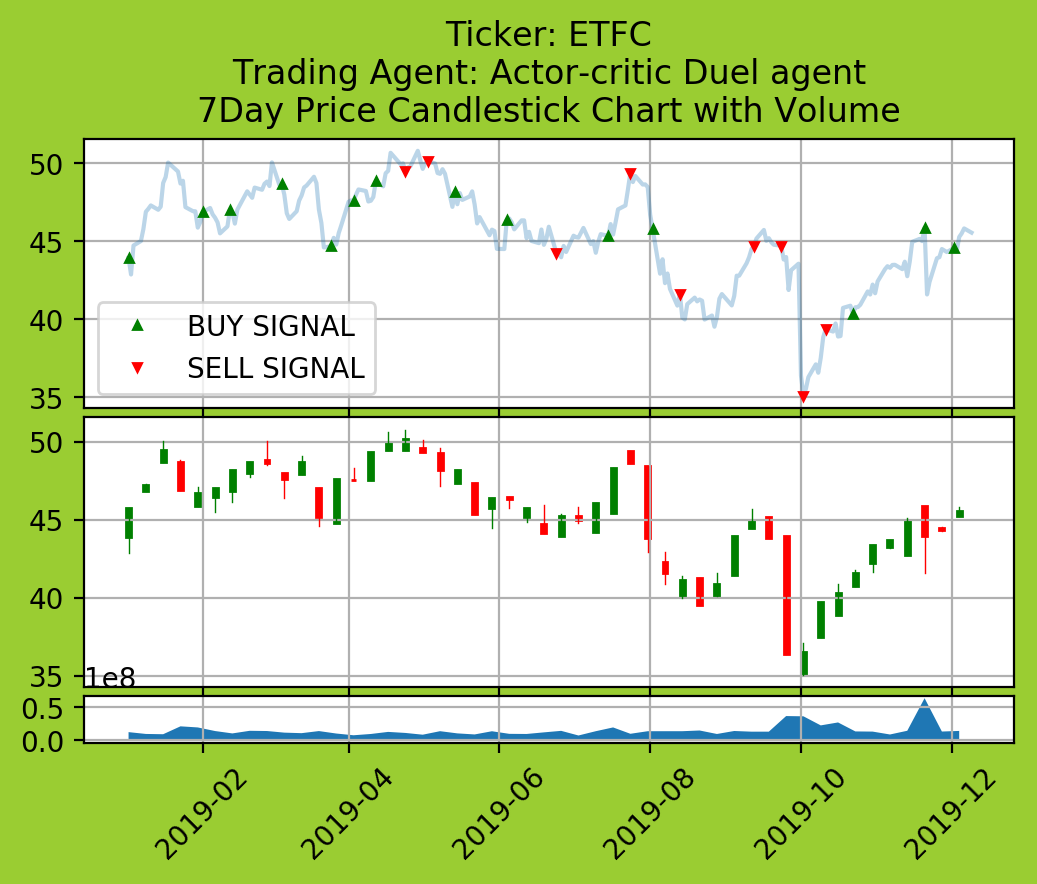 Ticker: ETFC
Trading Agent: Actor-critic Duel agent
7Day Price Candlestick Chart with Volume
50
45
40
35
BUY SIGNAL
SELL SIGNAL
50
45
40
35
1e8
0.5
0.0
2019-02
2019-04
2019-06
2019-08
2019-10
2019-12